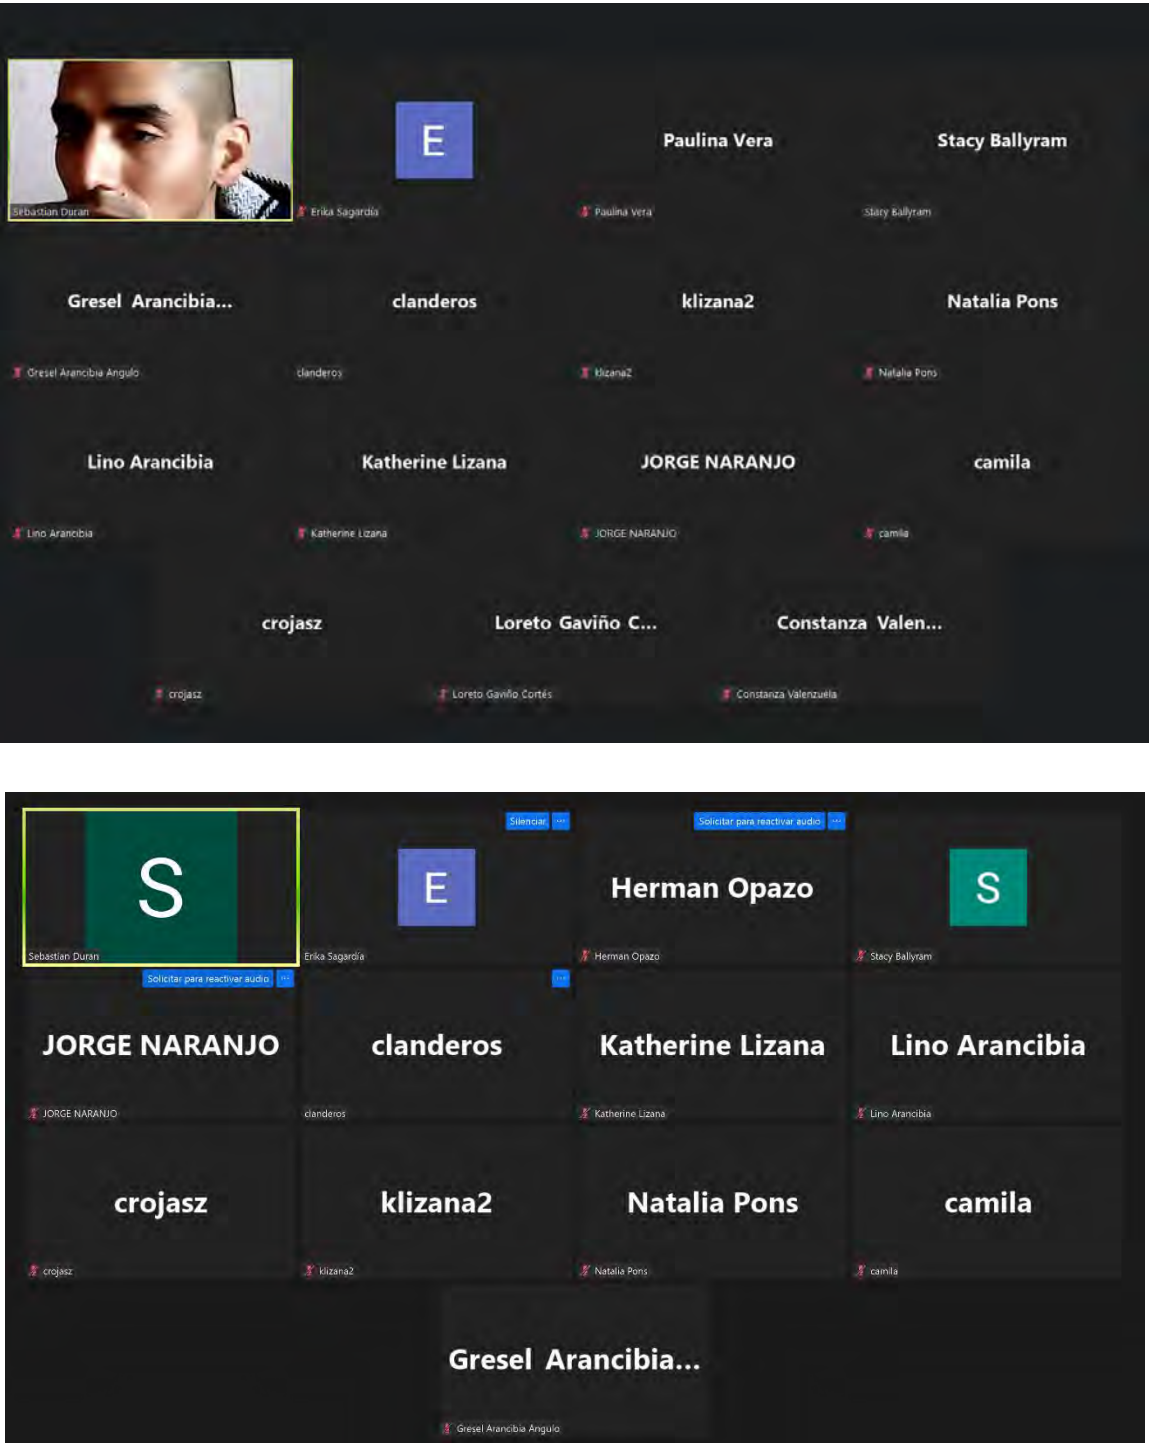 E
Paulina Vera
Stacy Ballyram
Sebastian Duran
Erika Sagardía
Paulina Vera
Stacy Ballyram
Gresel Arancibia...
clanderos
klizana2
Natalia Pons
Gresel Arancibia Angulo
clanderos
klizana2
Natalia Pons
Lino Arancibia
Katherine Lizana
JORGE NARANJO
camila
Lino Arancibia
Katherine Lizana
JORGE NARANJO
camila
crojasz
Loreto Gaviño C...
Constanza Valen...
crojasz
Loreto Gaviño Cortés
Constanza Valenzuela
Silenciar ...
Solicitar para reactivar audio ...
S
E
Herman Opazo
S
Sebastian Duran
Erika Sagardía
Herman Opazo
Stacy Ballyram
Solicitar para reactivar audio ...
...
JORGE NARANJO
clanderos
Katherine Lizana
Lino Arancibia
JORGE NARANJO
clanderos
Katherine Lizana
Lino Arancibia
crojasz
klizana2
Natalia Pons
camila
crojasz
klizana2
Natalia Pons
camila
Gresel Arancibia...
Gresel Arancibia Angulo